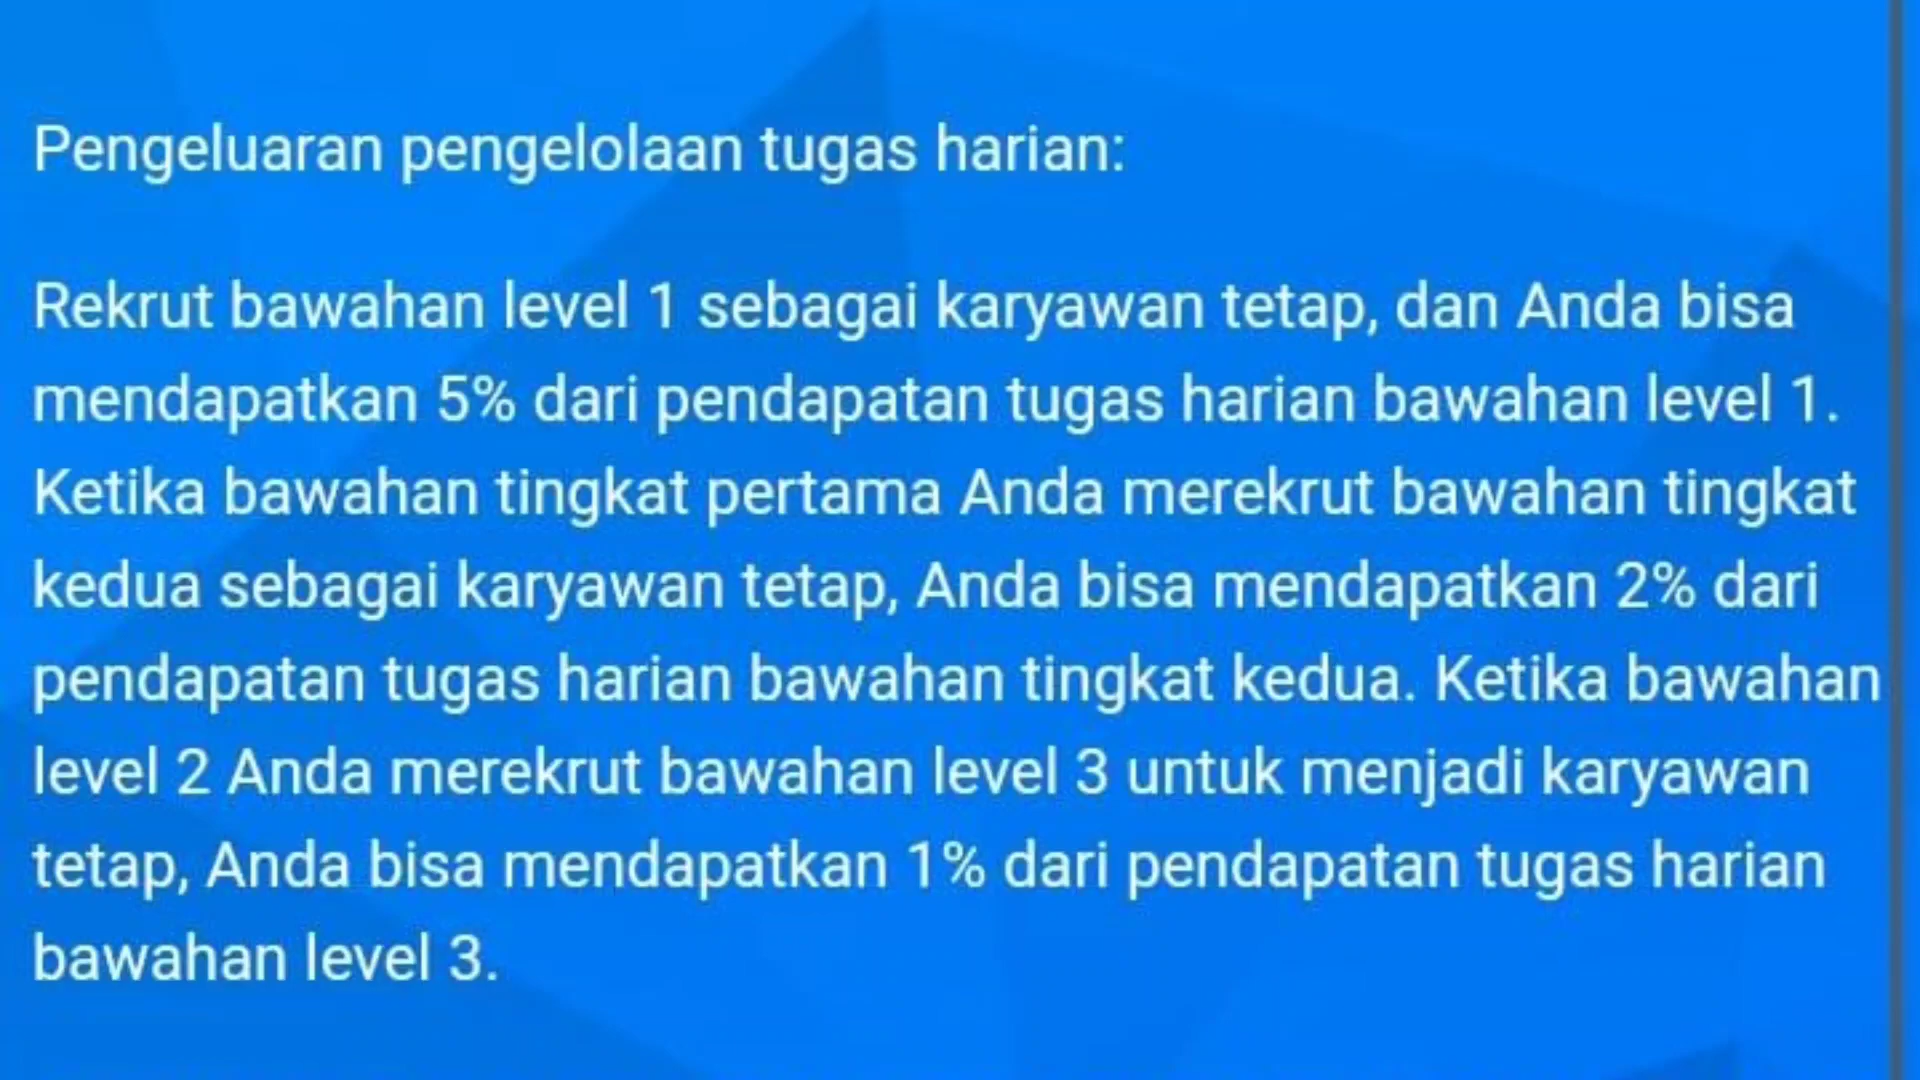 Pengeluaran pengelolaan tugas harian:
Rekrut bawahan level 1 sebagai karyawan tetap, dan Anda bisa
mendapatkan 5% dari pendapatan tugas harian bawahan level 1.
Ketika bawahan tingkat pertama Anda merekrut bawahan tingkat
kedua sebagai karyawan tetap, Anda bisa mendapatkan 2% dari
pendapatan tugas harian bawahan tingkat kedua. Ketika bawahan
level 2 Anda merekrut bawahan level 3 untuk menjadi karyawan
tetap, Anda bisa mendapatkan 1% dari pendapatan tugas harian
bawahan level 3.